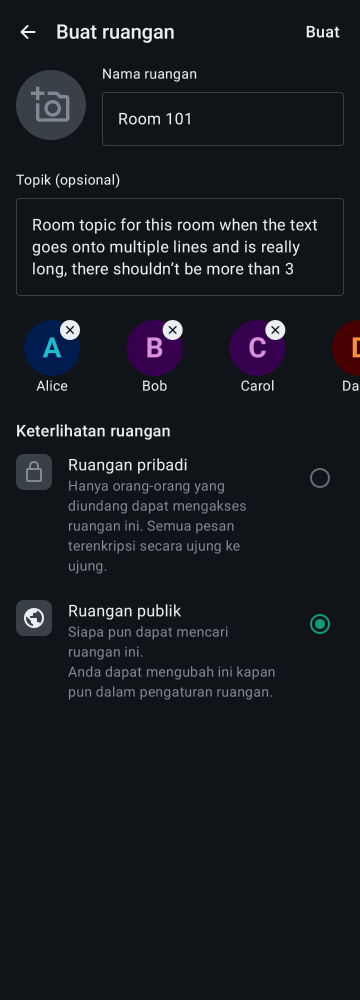 Buat ruangan
Buat
Nama ruangan
Room 101
Topik (opsional)
Room topic for this room when the text
goes onto multiple lines and is really
long, there shouldn’t be more than 3
A
B
C
Alice
Bob
Carol
Keterlihatan ruangan
Ruangan pribadi
Hanya orang-orang yang
diundang dapat mengakses
ruangan ini. Semua pesan
terenkripsi secara ujung ke
ujung.
Ruangan publik
Siapa pun dapat mencari
ruangan ini.
Anda dapat mengubah ini kapan
pun dalam pengaturan ruangan.